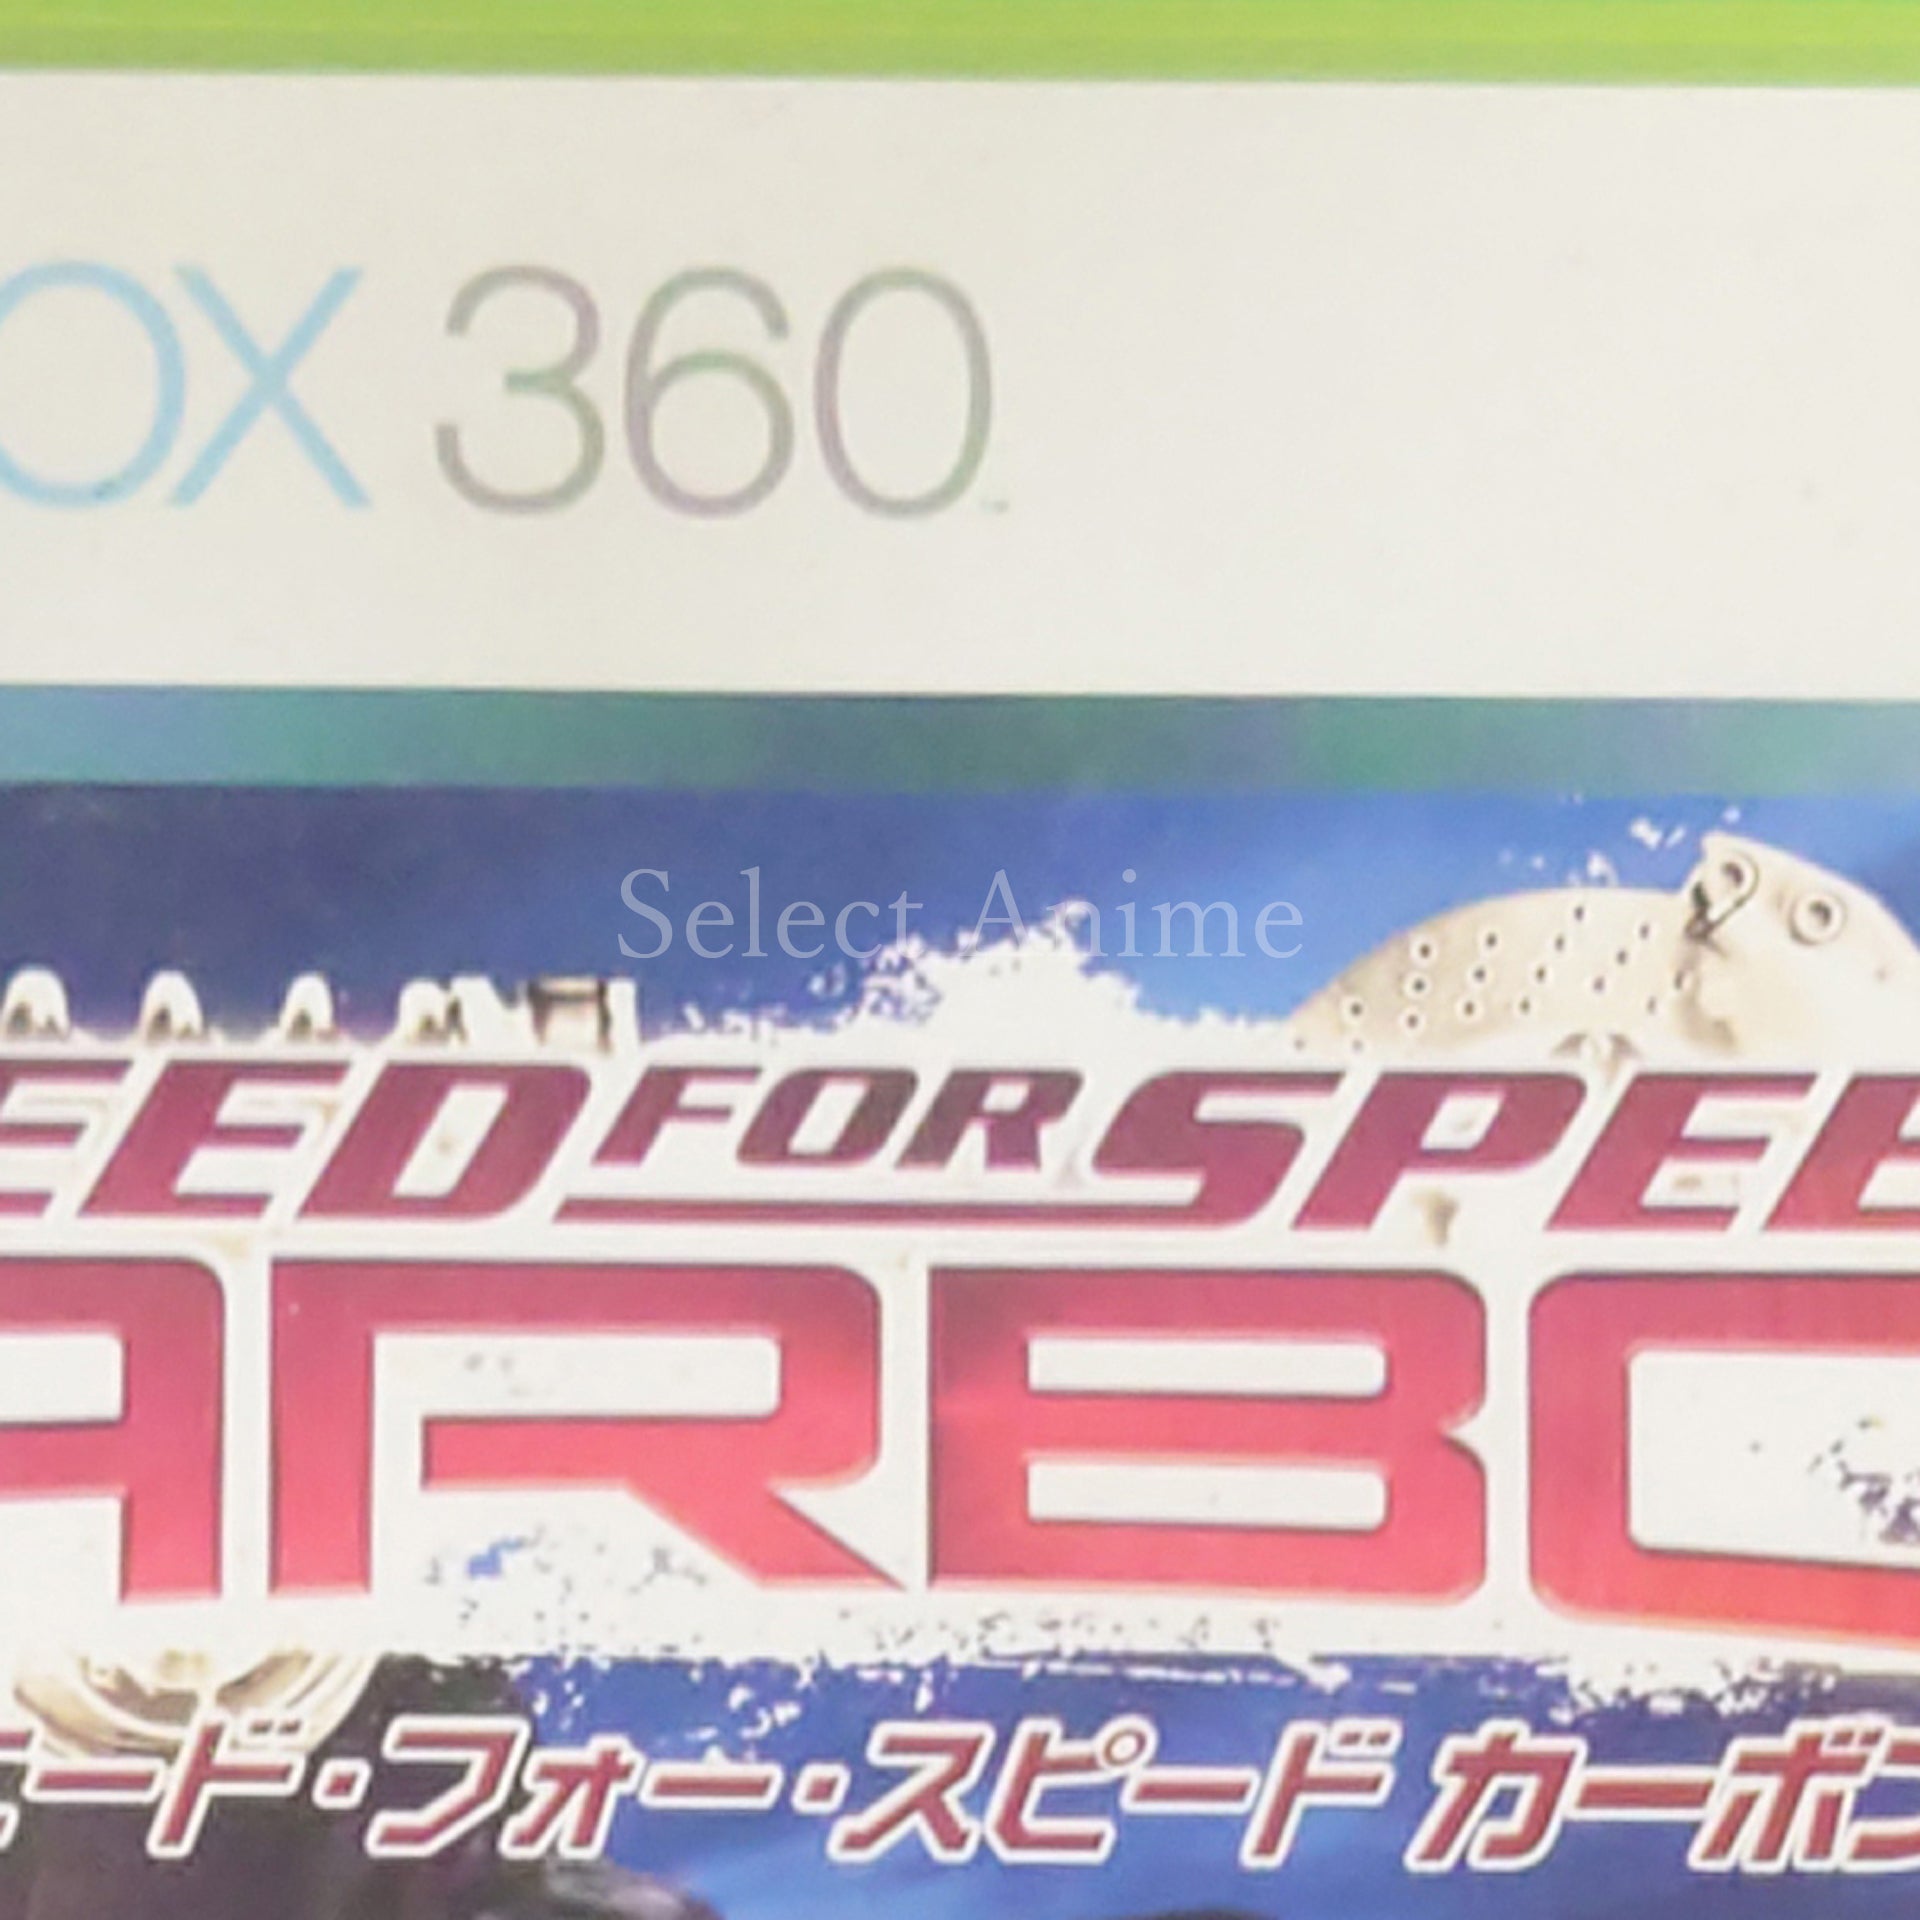 OX 360
Select Anime
EED FOR SPEE
ARBO
ード・フォー・スピード カーボン